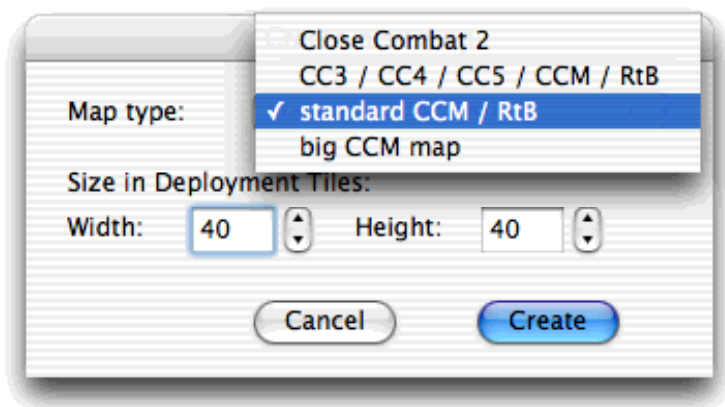 Close Combat 2
CC3 / CC4 / CC5 / CCM / RtB
Map type:
✓ standard CCM / RtB
big CCM map
Size in Deployment Tiles:
Width: 40 Height: 40
Cancel Create